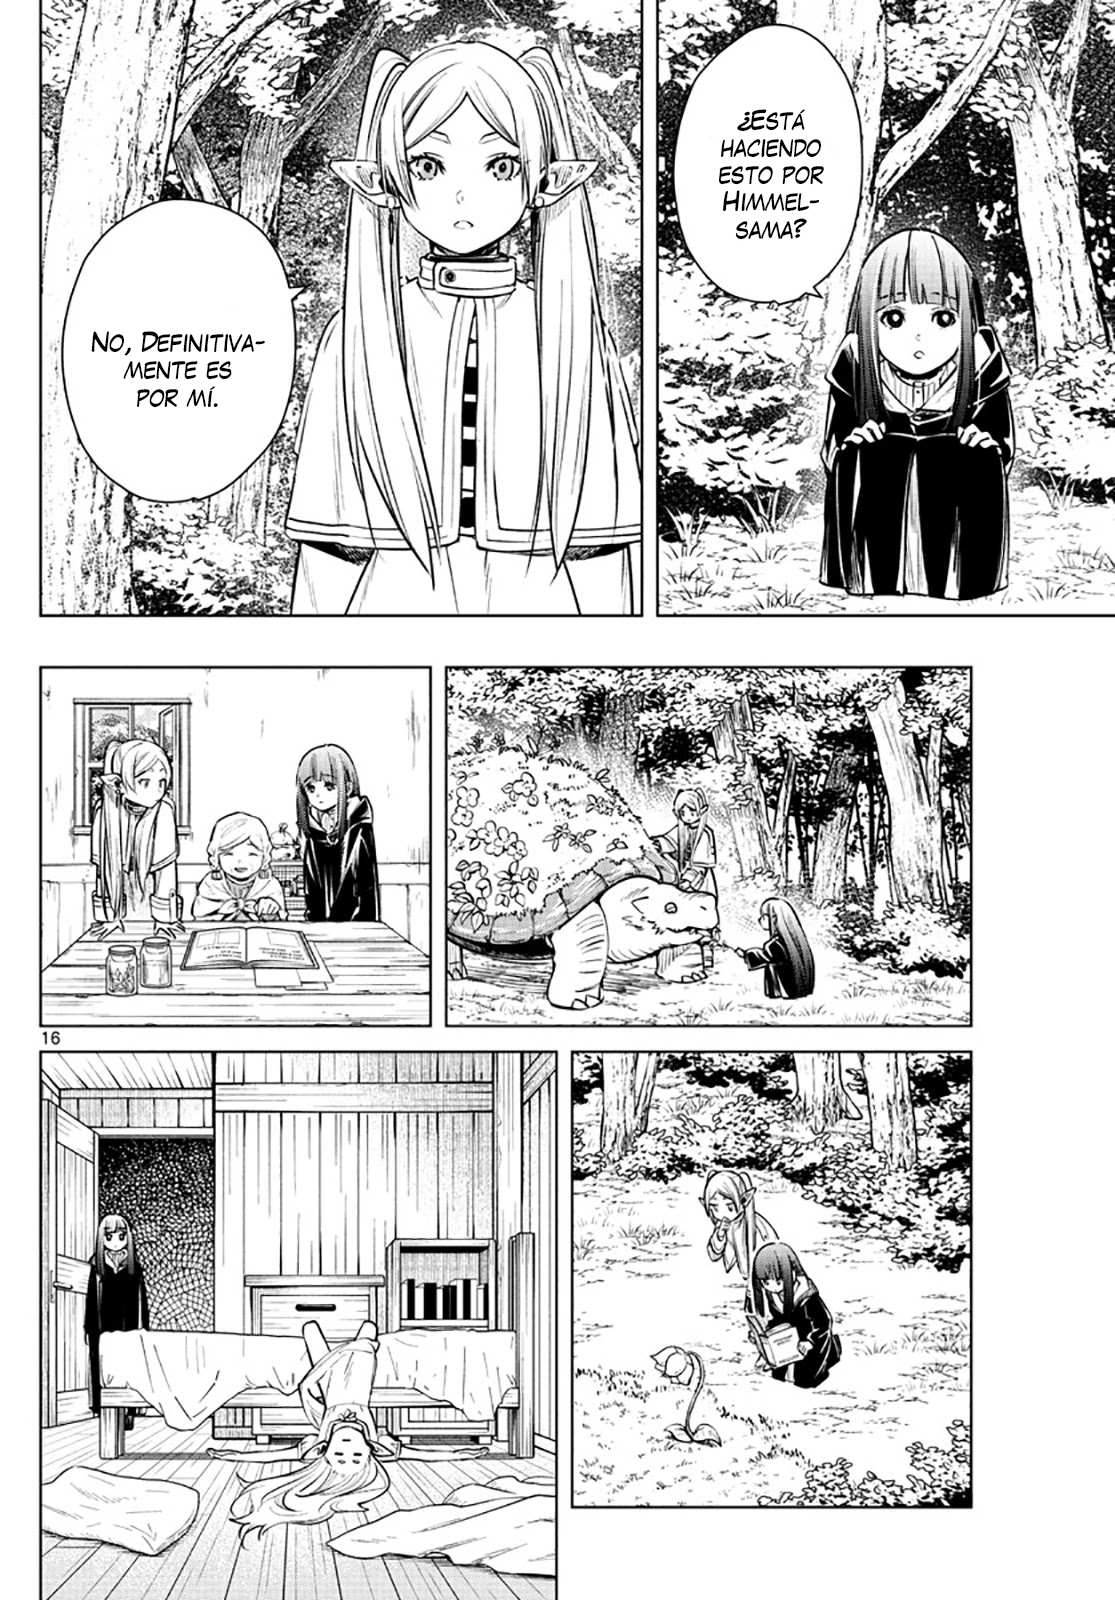 ¿ESTÁ
HACIENDO
ESTO POR
HIMMEL-
SAMA?
NO, DEFINITIVA-
MENTE ES
POR MÍ.
16